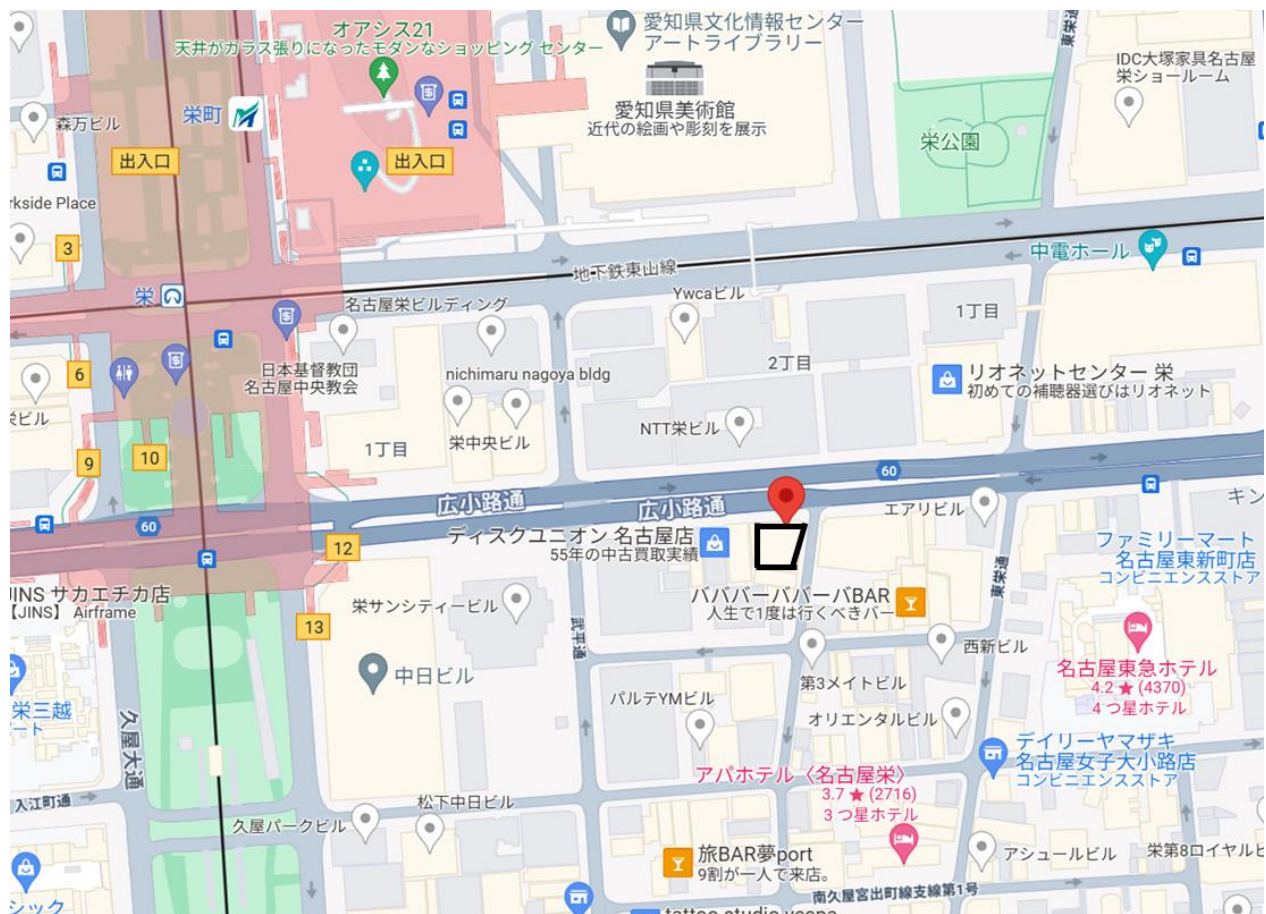 オアシス21
天井がガラス張りになったモダンなショッピング センター
愛知県文化情報センター
アートライブラリー
東栄通
IDC大塚家具名古屋
栄ショールーム
森万ビル
栄町
愛知県美術館
近代の絵画や彫刻を展示
栄公園
出入口
出入口
rkside Place
3
地下鉄東山線
中電ホール
栄
名古屋栄ビルディング
Ywcaビル
1丁目
6
日本基督教団
名古屋中央教会
nichimaru nagoya bldg
2丁目
リオネットセンター 栄
初めての補聴器選びはリオネット
栄ビル
栄中央ビル
NTT栄ビル
1丁目
9
10
60
広小路通
広小路通
エアリビル
キン
60
12
ディスクユニオン 名古屋店
55年の中古買取実績
ファミリーマート
名古屋東新町店
コンビニエンスストア
JINS サカエチカ店
【JINS】 Airframe
栄サンシティービル
バババーババーバBAR
人生で1度は行くべきバー
東栄通
13
武平通
西新ビル
中日ビル
第3メイトビル
名古屋東急ホテル
4.2 ★ (4370)
4 つ星ホテル
栄三越
ート
久屋大通
パルテYMビル
オリエンタルビル
デイリーヤマザキ
名古屋女子大小路店
コンビニエンスストア
アパホテル〈名古屋栄〉
3.7 ★ (2716)
3 つ星ホテル
入江町通
松下中日ビル
久屋パークビル
旅BAR夢port
9割が一人で来店。
アシュールビル
栄第8ロイヤルビ
南久屋宮出町線支線第1号
シック